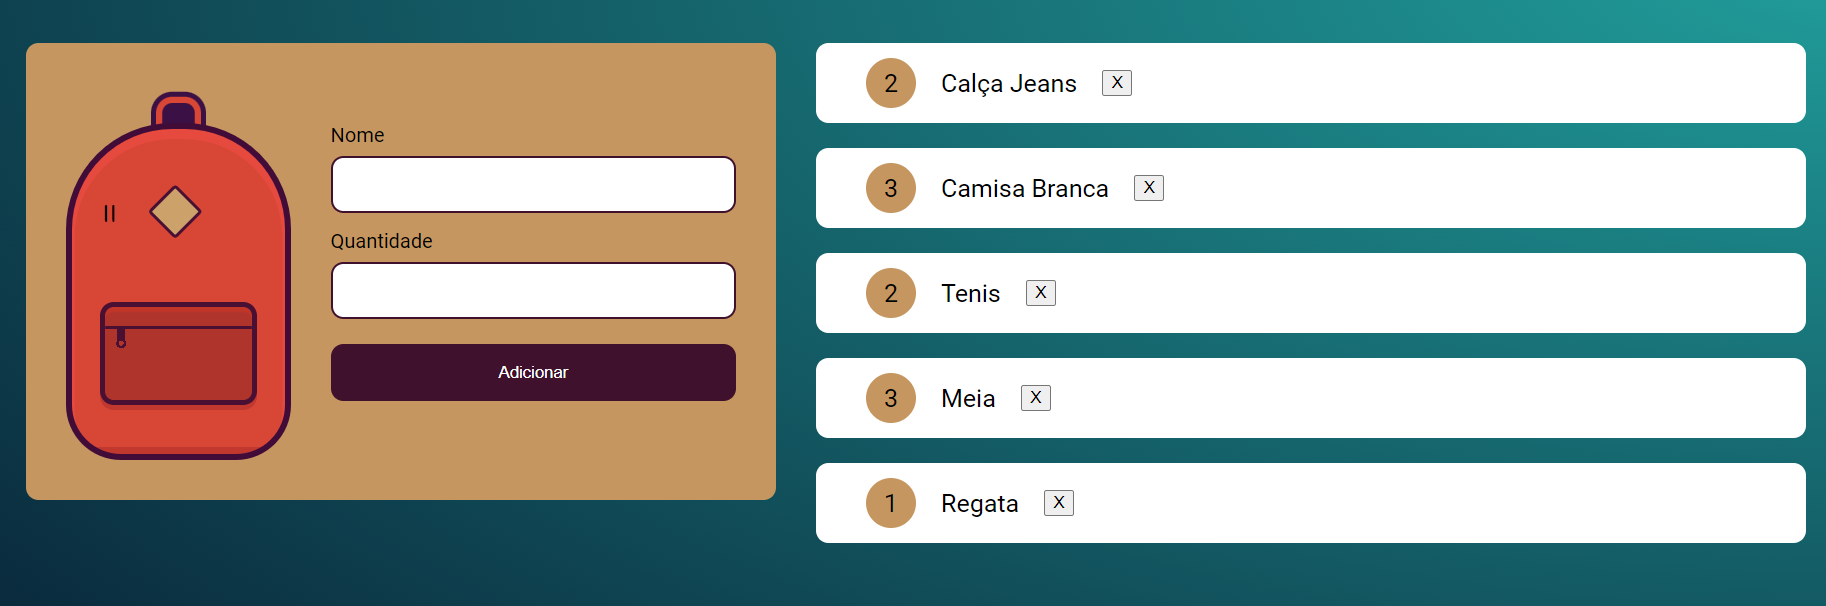 Nome
Quantidade
Adicionar
2 Calça Jeans X
3 Camisa Branca X
2 Tenis X
3 Meia X
1 Regata X